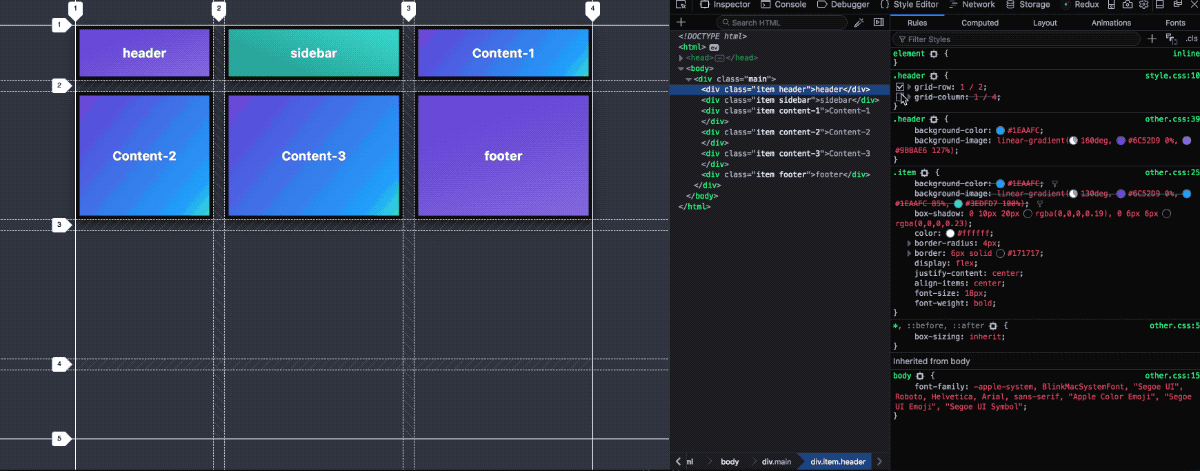 1 2 3 4
1
header sidebar Content-1
2
Content-2 Content-3 footer
3
4
5
Inspector Console Debugger Style Editor Network Storage Redux
Search HTML
<!DOCTYPE html>
<html> ev
<head>⋯</head>
<body>
<div class="main">
<div class="item header">header</div>
<div class="item sidebar">sidebar</div>
<div class="item content-1">Content-1
</div>
<div class="item content-2">Content-2
</div>
<div class="item content-3">Content-3
</div>
<div class="item footer">footer</div>
</div>
</body>
</html>
ml body div.main div.item.header
Rules Computed Layout Animations Fonts
Filter Styles .cls
element { inline
}
.header { style.css:10
grid-row: 1 / 2;
grid-column: 1 / 4;
}
.header { other.css:39
background-color: #1EAAFC;
background-image: linear-gradient( 160deg, #6C52D9 0%,
#9B8AE6 127%);
}
.item { other.css:25
background-color: #1EAAFC;
background-image: linear-gradient( 130deg, #6C52D9 0%,
#1EAAFC 85%, #3EDFD7 100%);
box-shadow: 0 10px 20px rgba(0,0,0,0.19), 0 6px 6px
rgba(0,0,0,0.23);
color: #ffffff;
border-radius: 4px;
border: 6px solid #171717;
display: flex;
justify-content: center;
align-items: center;
font-size: 18px;
font-weight: bold;
}
*, ::before, ::after { other.css:1
box-sizing: inherit;
}
Inherited from body
body { other.css:15
font-family: -apple-system, BlinkMacSystemFont, "Segoe UI",
Roboto, Helvetica, Arial, sans-serif, "Apple Color Emoji", "Segoe
UI Emoji", "Segoe UI Symbol";
}